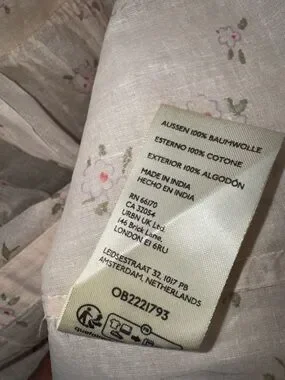 AUSSEN 100% BAUMWOLLE
ESTERNO 100% COTONE
EXTERIOR 100% ALGODÓN
MADE IN INDIA
HECHO EN INDIA
RN 66170
CA 32054
URBN UK Ltd.
146 Brick Lane,
LONDON E1 6RU
LEIDSESTRAAT 32, 1017 PB
AMSTERDAM, NETHERLANDS
OB2221793